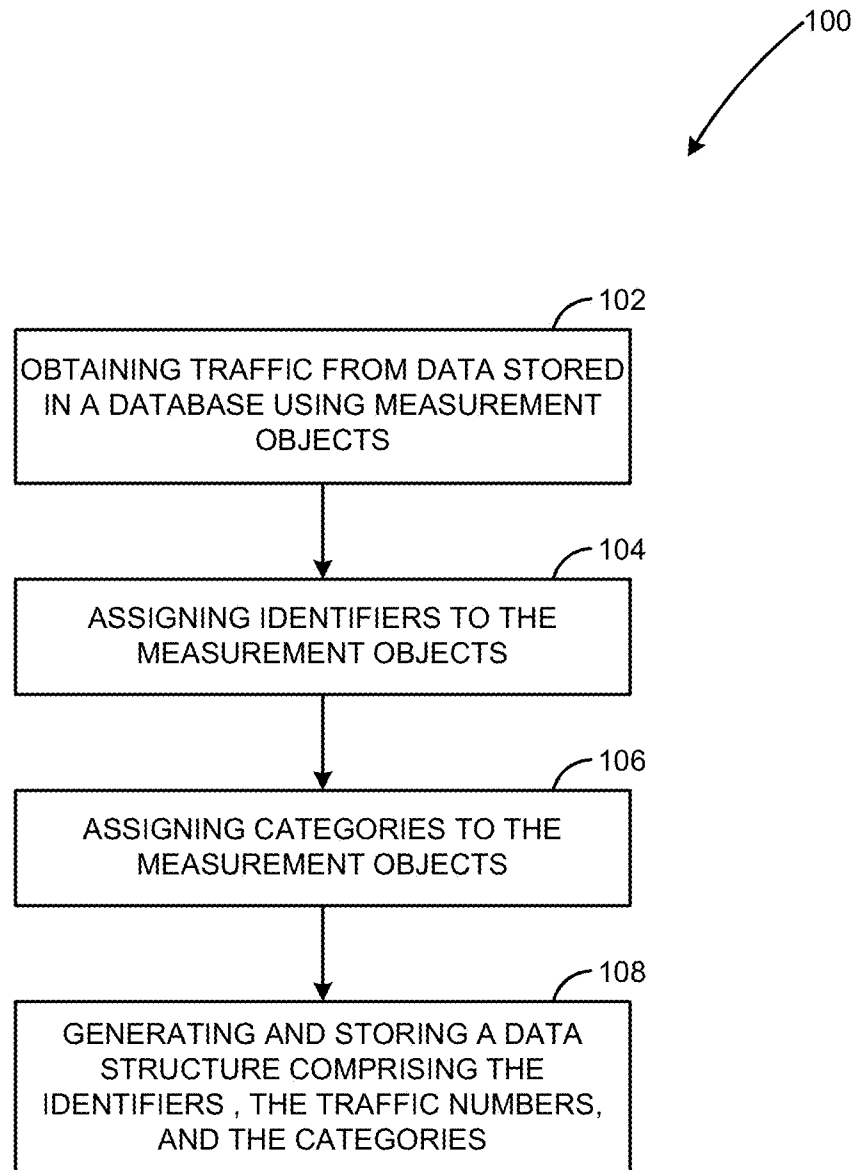 100
102
OBTAINING TRAFFIC FROM DATA STORED
IN A DATABASE USING MEASUREMENT
OBJECTS
104
ASSIGNING IDENTIFIERS TO THE
MEASUREMENT OBJECTS
106
ASSIGNING CATEGORIES TO THE
MEASUREMENT OBJECTS
108
GENERATING AND STORING A DATA
STRUCTURE COMPRISING THE
IDENTIFIERS , THE TRAFFIC NUMBERS,
AND THE CATEGORIES